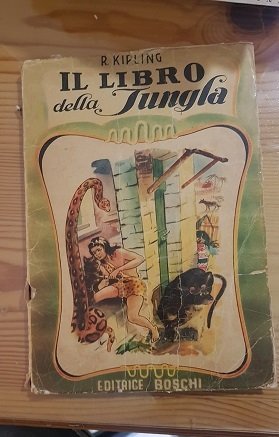 R. KIPLING
IL LIBRO
della Jungla
EDITRICE BOSCHI